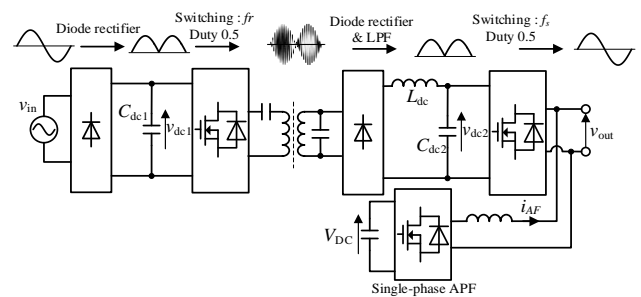 Diode rectifier
Switching : fr
Duty 0.5
Diode rectifier
& LPF
Switching : fs
Duty 0.5
vin
Cdc1
vdc1
Ldc
Cdc2
vdc2
vout
VDC
iAF
Single-phase APF